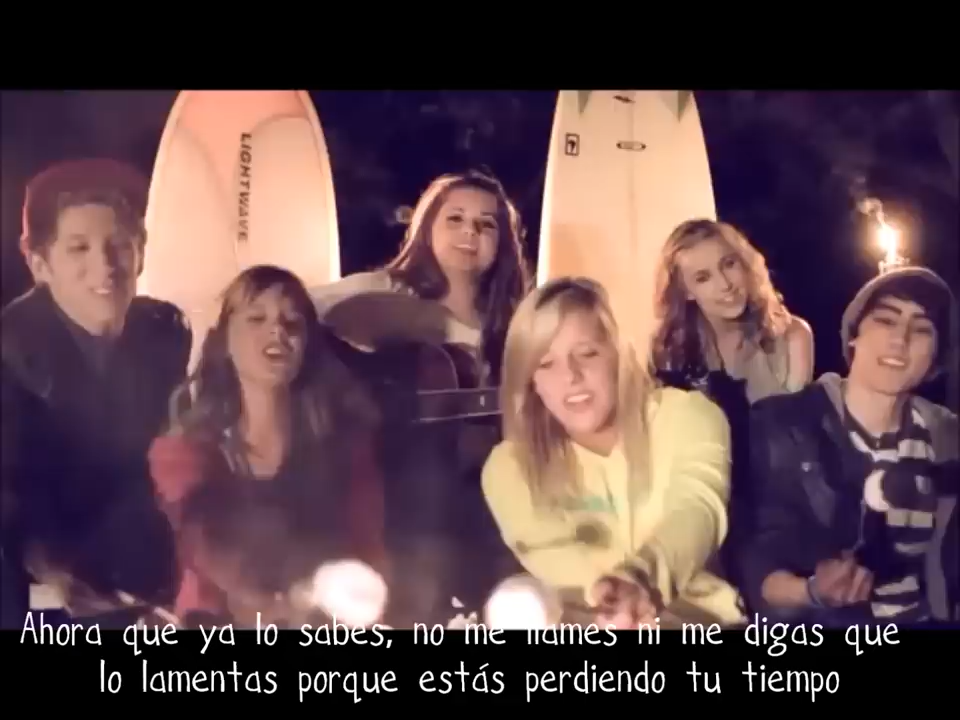 LIGHTWAVE
Ahora que ya lo sabes, no me llames ni me digas que
lo lamentas porque estás perdiendo tu tiempo